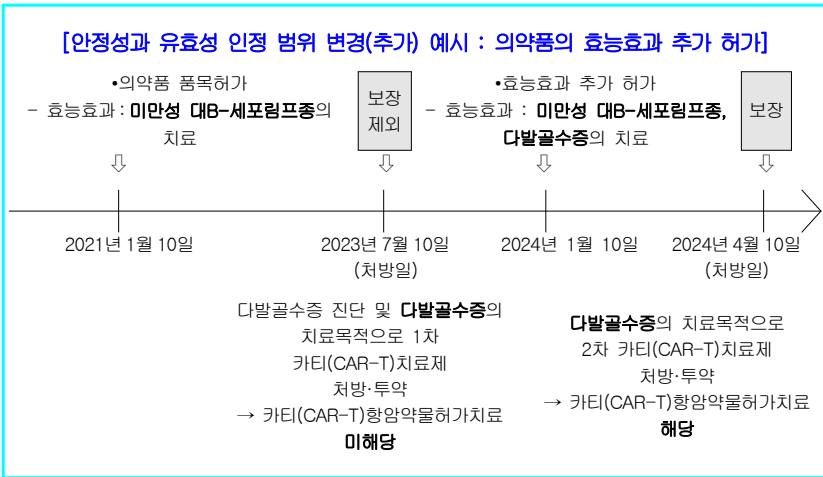 [안정성과 유효성 인정 범위 변경(추가) 예시 : 의약품의 효능효과 추가 허가]
•의약품 품목허가
- 효능효과 : 미만성 대B-세포림프종의
치료
보장
제외
•효능효과 추가 허가
- 효능효과 : 미만성 대B-세포림프종,
다발골수증의 치료
보장
2021년 1월 10일
2023년 7월 10일
(처방일)
2024년 1월 10일
2024년 4월 10일
(처방일)
다발골수증 진단 및 다발골수증의
치료목적으로 1차
카티(CAR-T)치료제
처방·투약
→ 카티(CAR-T)항암약물허가치료
미해당
다발골수증의 치료목적으로
2차 카티(CAR-T)치료제
처방·투약
→ 카티(CAR-T)항암약물허가치료
해당